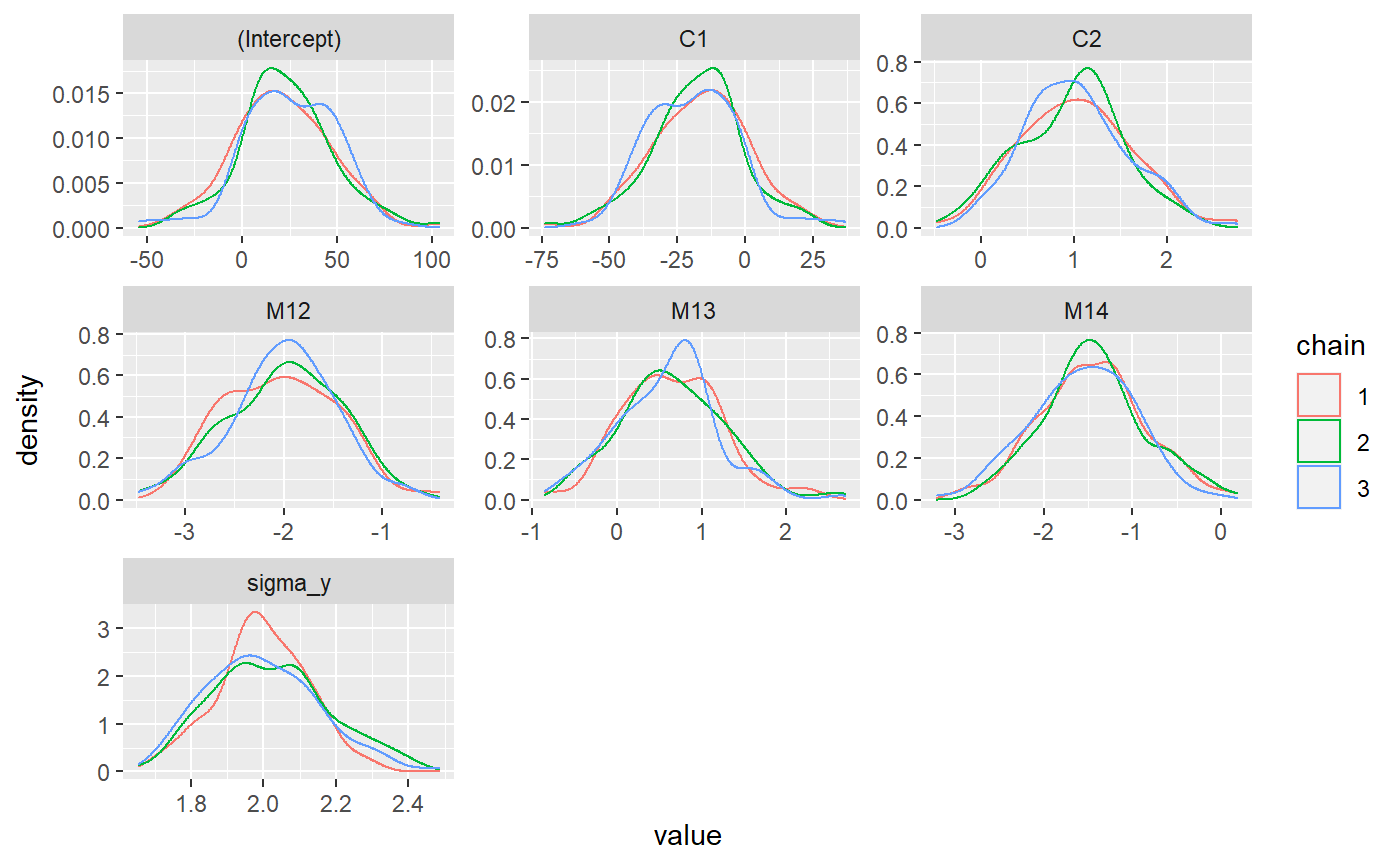 (Intercept) C1 C2
0.015 0.010 0.005 0.000
-50 0 50 100
0.02 0.01 0.00
-75 -50 -25 0 25
0.8 0.6 0.4 0.2 0.0
0 1 2
M12 M13 M14
0.8 0.6 0.4 0.2 0.0
-3 -2 -1
0.8 0.6 0.4 0.2 0.0
-1 0 1 2
0.8 0.6 0.4 0.2 0.0
-3 -2 -1 0
sigma_y
3 2 1 0
1.8 2.0 2.2 2.4
density
value
chain
1
2
3